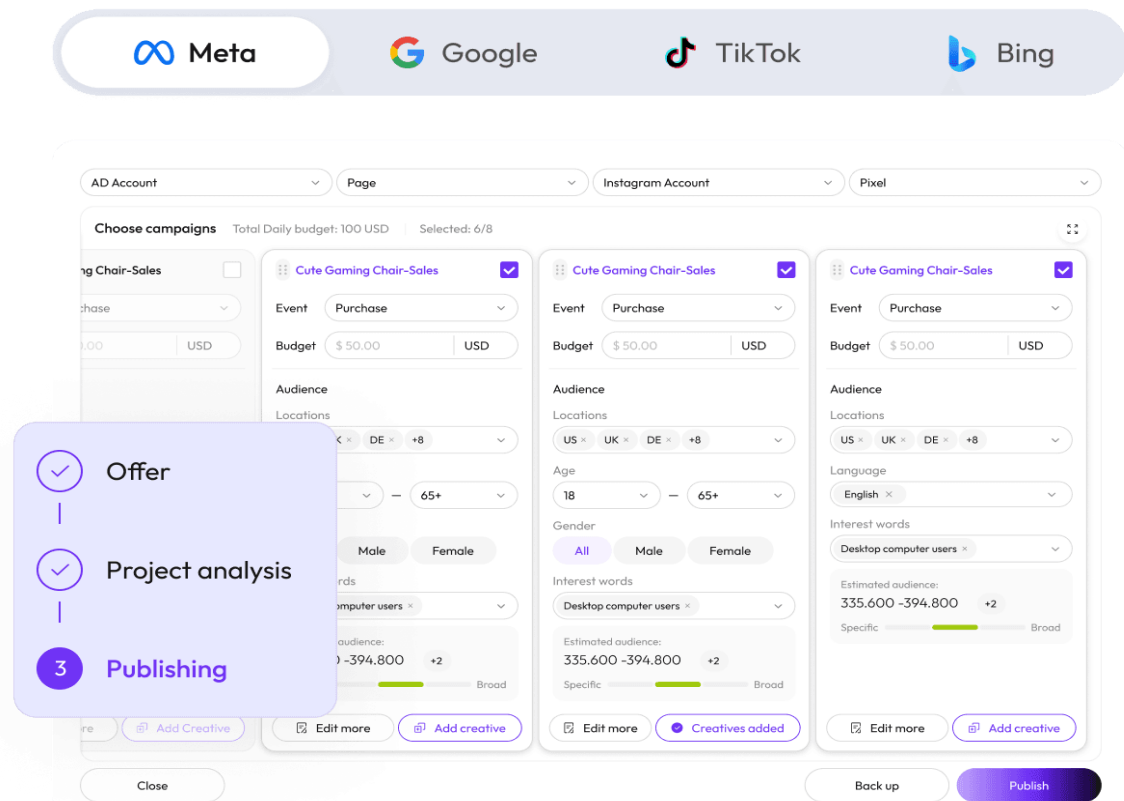 Meta Google TikTok Bing
AD Account Page Instagram Account Pixel
Choose campaigns Total Daily budget: 100 USD Selected: 6/8
ng Chair-Sales
chase
.00 USD
Add Creative
Cute Gaming Chair-Sales
Event Purchase
Budget $ 50.00 USD
Audience
Locations
K × DE × +8
— 65+
Male Female
rds
omputer users ×
audience:
-394.800 +2
Broad
Edit more Add creative
Cute Gaming Chair-Sales
Event Purchase
Budget $ 50.00 USD
Audience
Locations
US × UK × DE × +8
Age
18 — 65+
Gender
All Male Female
Interest words
Desktop computer users ×
Estimated audience:
335.600 -394.800 +2
Specific Broad
Edit more Creatives added
Cute Gaming Chair-Sales
Event Purchase
Budget $ 50.00 USD
Audience
Locations
US × UK × DE × +8
Language
English ×
Interest words
Desktop computer users ×
Estimated audience:
335.600 -394.800 +2
Specific Broad
Edit more Add creative
Offer
Project analysis
3 Publishing
Close Back up Publish